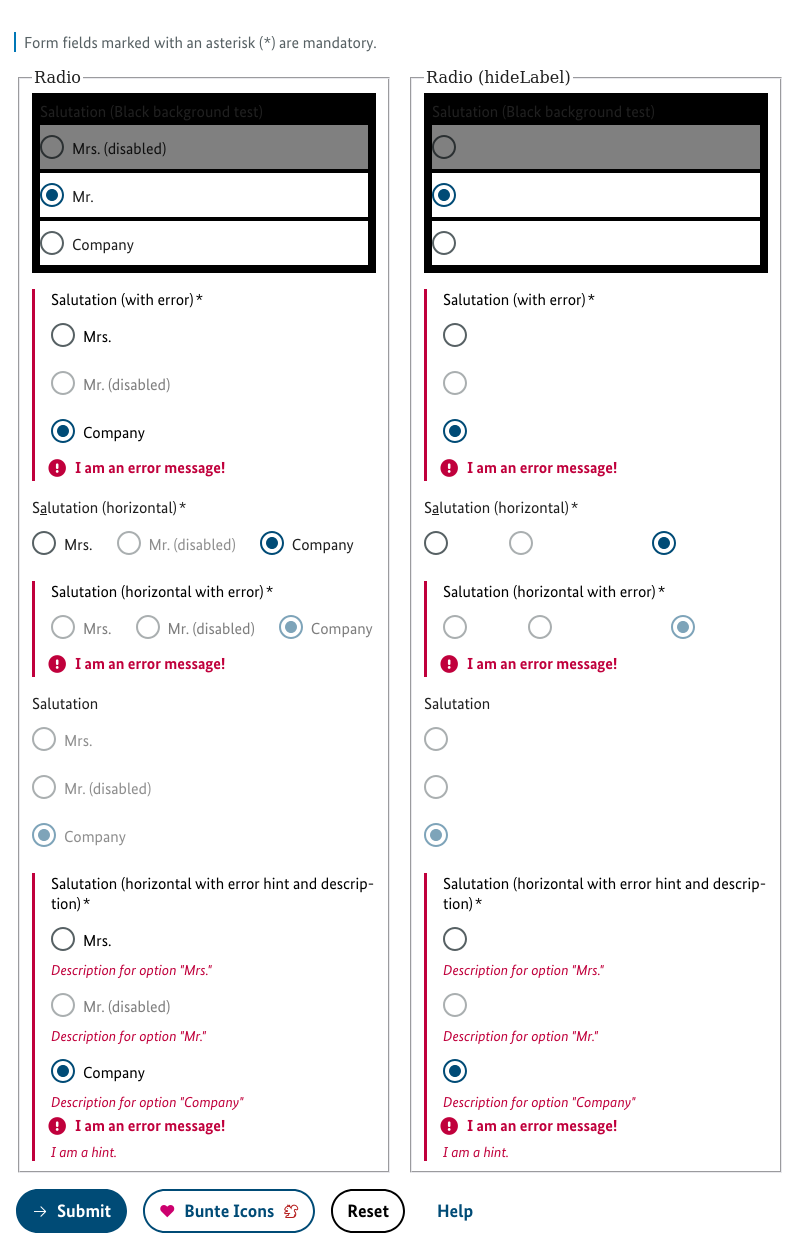 Form fields marked with an asterisk (*) are mandatory.
Radio
Salutation (Black background test)
Mrs. (disabled)
Mr.
Company
Salutation (with error)*
Mrs.
Mr. (disabled)
Company
I am an error message!
Salutation (horizontal)*
Mrs. Mr. (disabled) Company
Salutation (horizontal with error)*
Mrs. Mr. (disabled) Company
I am an error message!
Salutation
Mrs.
Mr. (disabled)
Company
Salutation (horizontal with error hint and descrip-
tion)*
Mrs.
Description for option "Mrs."
Mr. (disabled)
Description for option "Mr."
Company
Description for option "Company"
I am an error message!
I am a hint.
Radio (hideLabel)
Salutation (Black background test)
Salutation (with error)*
I am an error message!
Salutation (horizontal)*
Salutation (horizontal with error)*
I am an error message!
Salutation
Salutation (horizontal with error hint and descrip-
tion)*
Description for option "Mrs."
Description for option "Mr."
Description for option "Company"
I am an error message!
I am a hint.
Submit Bunte Icons Reset Help